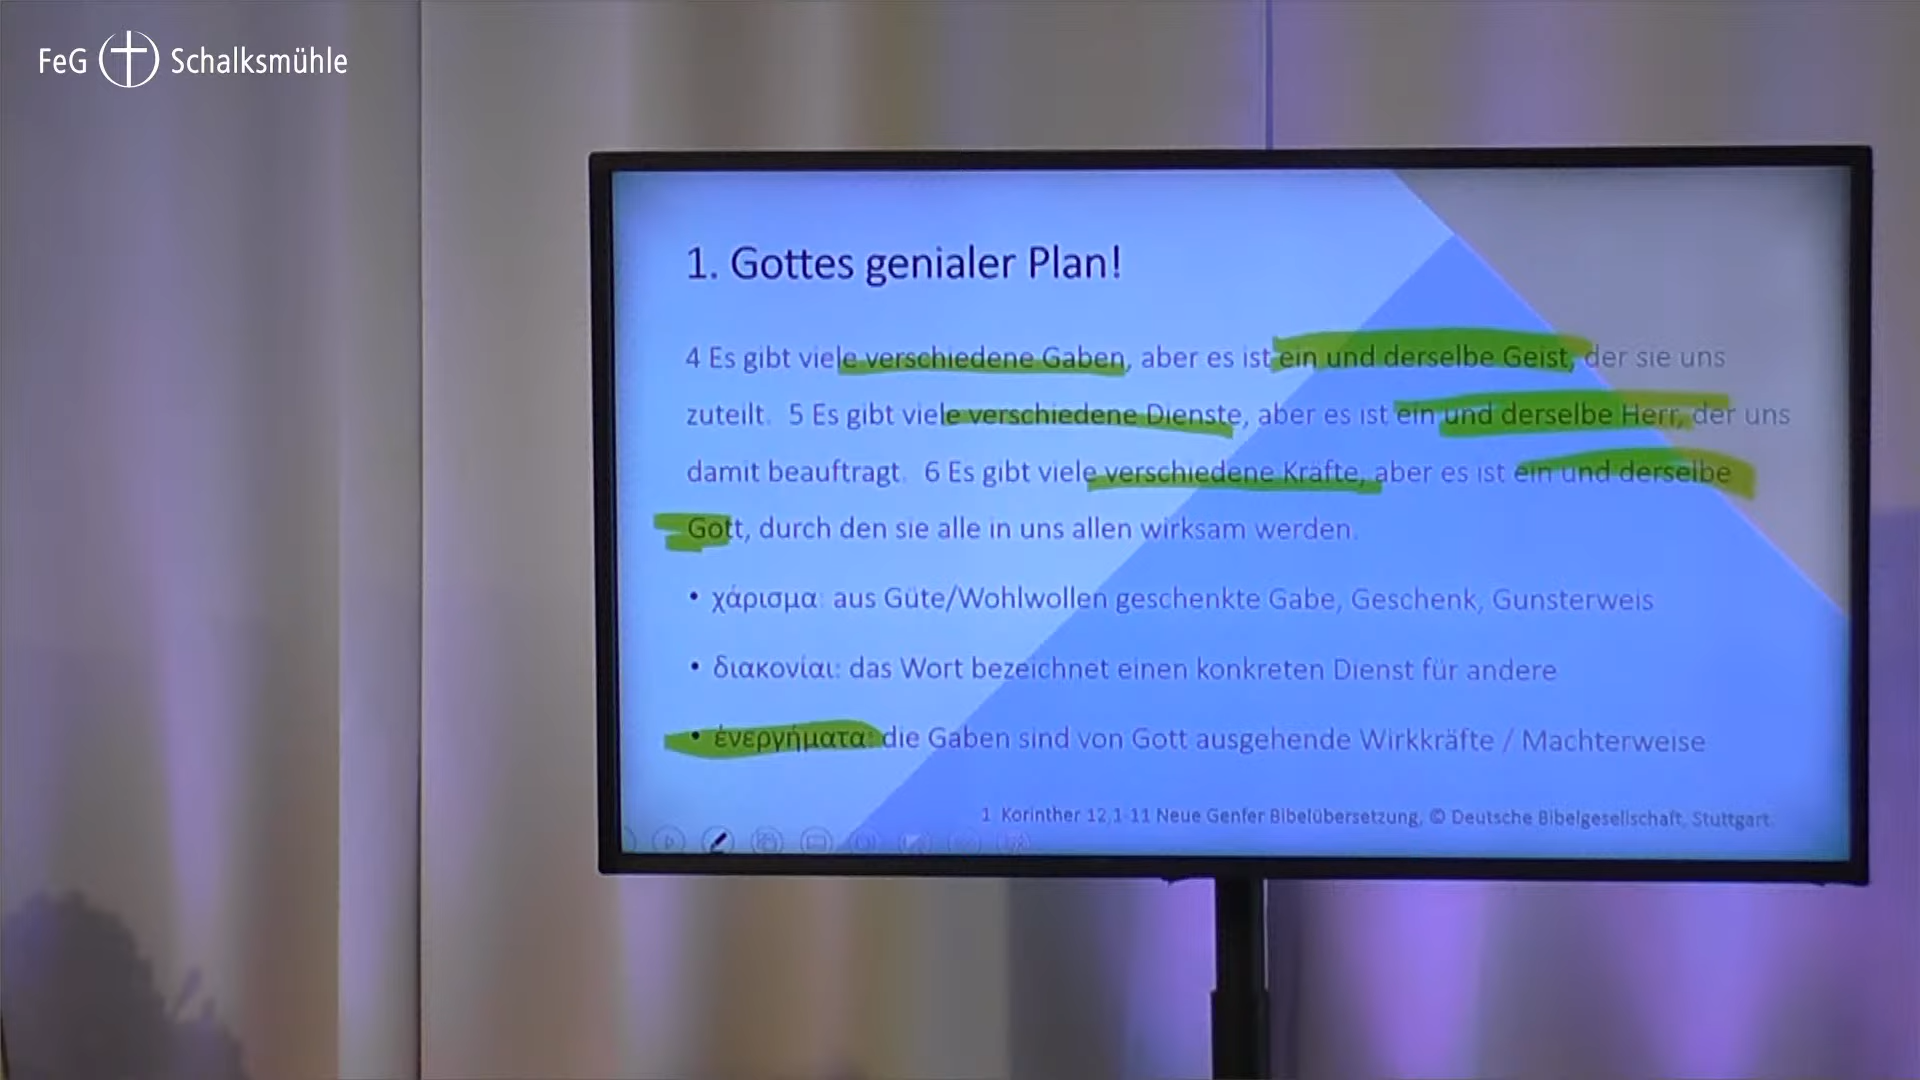 FeG Schalksmühle
1. Gottes genialer Plan!
4 Es gibt viele verschiedene Gaben, aber es ist ein und derselbe Geist, der sie uns
zuteilt. 5 Es gibt viele verschiedene Dienste, aber es ist ein und derselbe Herr, der uns
damit beauftragt. 6 Es gibt viele verschiedene Kräfte, aber es ist ein und derselbe
Gott, durch den sie alle in uns allen wirksam werden.
• χάρισμα: aus Güte/Wohlwollen geschenkte Gabe, Geschenk, Gunsterweis
• διακονίαι: das Wort bezeichnet einen konkreten Dienst für andere
• ἐνεργήματα: die Gaben sind von Gott ausgehende Wirkkräfte / Machterweise
1. Korinther 12,1-11 Neue Genfer Bibelübersetzung, © Deutsche Bibelgesellschaft, Stuttgart.